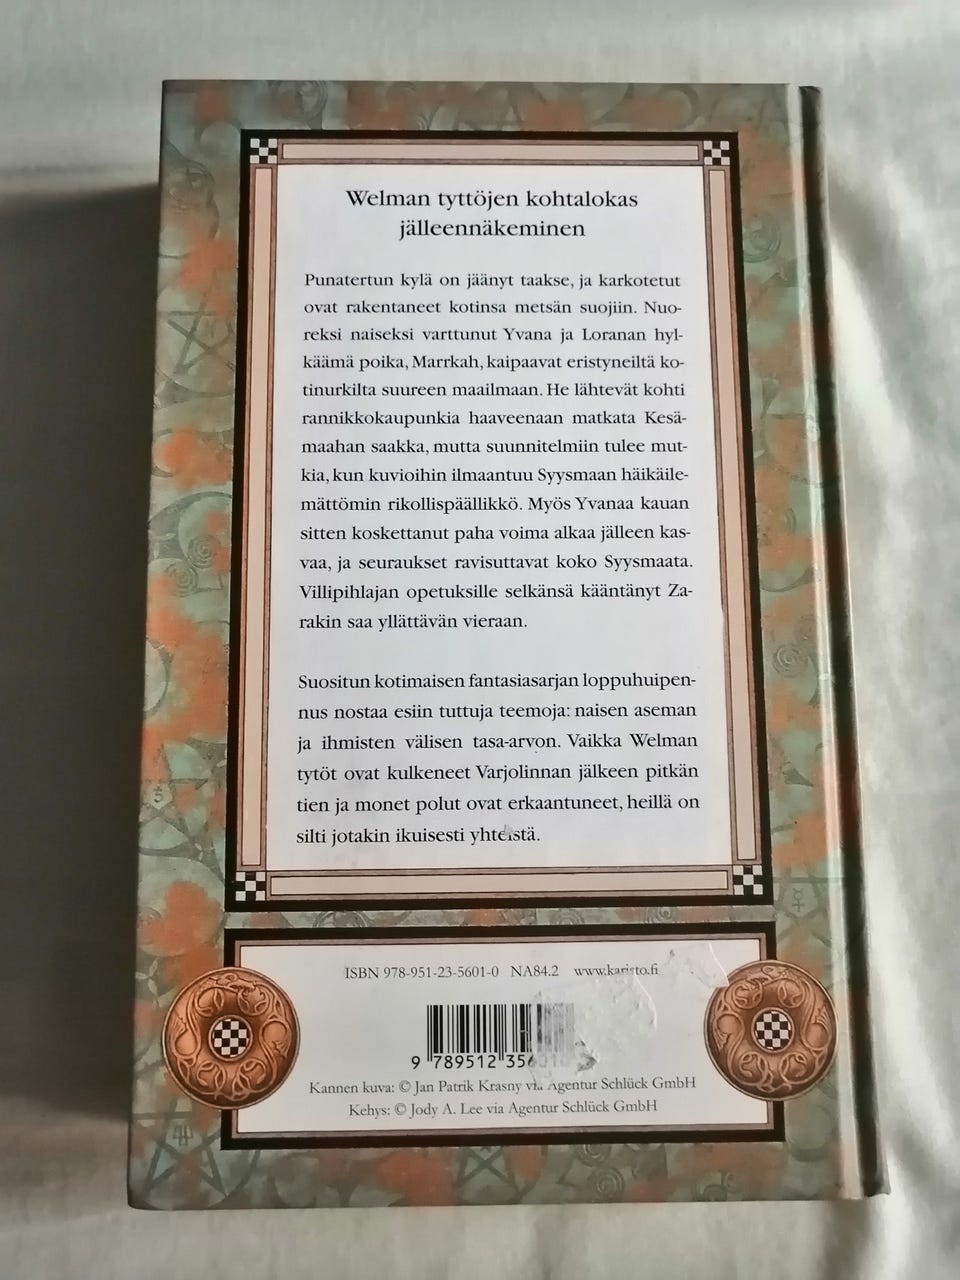 Welman tyttöjen kohtalokas
jälleennäkeminen
Punatertun kylä on jäänyt taakse, ja karkotetut
ovat rakentaneet kotinsa metsän suojiin. Nuo-
reksi naiseksi varttunut Yvana ja Loranan hyl-
käämä poika, Marrkah, kaipaavat eristyneiltä ko-
tinurkilta suureen maailmaan. He lähtevät kohti
rannikkokaupunkia haaveenaan matkata Kesä-
maahan saakka, mutta suunnitelmiin tulee mut-
kia, kun kuvioihin ilmaantuu Syysmaan häikäile-
mättömin rikollispäällikkö. Myös Yvanaa kauan
sitten koskettanut paha voima alkaa jälleen kas-
vaa, ja seuraukset ravisuttavat koko Syysmaata.
Villipihlajan opetuksille selkänsä kääntänyt Za-
rakin saa yllättävän vieraan.
Suositun kotimaisen fantasiasarjan loppuhuipen-
nus nostaa esiin tuttuja teemoja: naisen aseman
ja ihmisten välisen tasa-arvon. Vaikka Welman
tytöt ovat kulkeneet Varjolinnan jälkeen pitkän
tien ja monet polut ovat erkaantuneet, heillä on
silti jotakin ikuisesti yhteistä.
ISBN 978-951-23-5601-0 NA84.2 www.karisto.fi
9 789512 356010
Kannen kuva: © Jan Patrik Krasny via Agentur Schlück GmbH
Kehys: © Jody A. Lee via Agentur Schlück GmbH